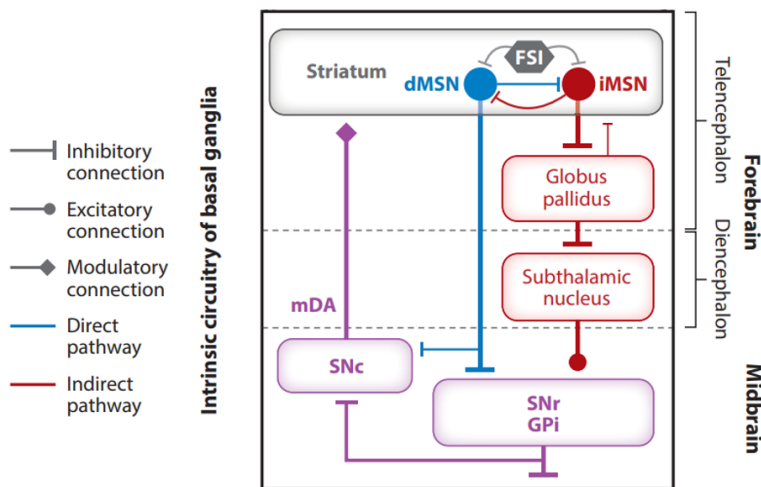 Intrinsic circuitry of basal ganglia
Inhibitory
connection
Excitatory
connection
Modulatory
connection
Direct
pathway
Indirect
pathway
Striatum
FSI
dMSN
iMSN
Globus
pallidus
Subthalamic
nucleus
mDA
SNc
SNr
GPi
Telencephalon
Diencephalon
Forebrain
Midbrain